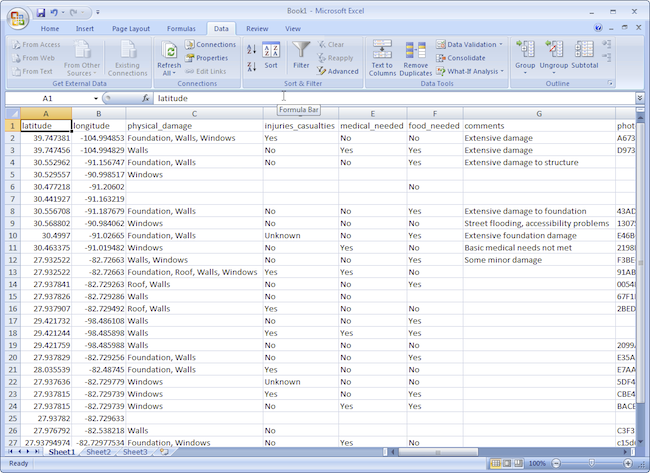 Book1 - Microsoft Excel
Home Insert Page Layout Formulas Data Review View
From Access From Web From Text From Other Sources Existing Connections
Get External Data
Refresh All Connections Properties Edit Links
Connections
Sort Filter Clear Reapply Advanced
Sort & Filter
Text to Columns Remove Duplicates Data Validation Consolidate What-If Analysis
Data Tools
Group Ungroup Subtotal
Outline
A1 fx latitude
Formula Bar
A B C D E F G
1 latitude longitude physical_damage injuries_casualties medical_needed food_needed comments phot
2 39.747381 -104.994853 Foundation, Walls, Windows Yes No No Extensive damage A673
3 39.747456 -104.994829 Walls No No Yes Extensive damage D973
4 30.552962 -91.156747 Foundation, Walls No No Yes Extensive damage to structure
5 30.529557 -90.998517 Windows
6 30.477218 -91.20602 No
7 30.441927 -91.163219
8 30.556708 -91.187679 Foundation, Walls No No Yes Extensive damage to foundation 43AD
9 30.568802 -90.984062 Windows No No No Street flooding, accessibility problems 13075
10 30.4997 -91.02665 Foundation, Walls Unknown No Yes Extensive foundation damage E46B
11 30.463375 -91.019482 Windows No Yes No Basic medical needs not met 2198
12 27.932522 -82.72663 Walls, Windows No No Yes Some minor damage F3BE
13 27.932522 -82.72663 Foundation, Roof, Walls, Windows Yes Yes No 91AB
14 27.937841 -82.729263 Roof, Walls No No Yes 0054
15 27.937826 -82.729286 Walls No No No 67F1
16 27.937907 -82.729492 Roof, Walls Yes No No 2BED
17 29.421732 -98.486108 Walls No No Yes
18 29.421244 -98.485898 Walls Yes Yes Yes
19 29.421759 -98.485988 Walls No No No 2099
20 27.937829 -82.729256 Foundation, Walls No No Yes E35A
21 28.035539 -82.48745 Foundation, Walls Yes No No E7AA
22 27.937636 -82.729779 Windows Unknown No No 5DF4
23 27.937815 -82.729739 Windows Yes No No CBE4
24 27.937815 -82.729739 Windows No Yes Yes BACE
25 27.93782 -82.729633
26 27.976792 -82.538218 Walls No No No C3F3
27 27.93794974 -82.72977534 Foundation, Windows No Yes No c15d
Sheet1 Sheet2 Sheet3
Ready 100%